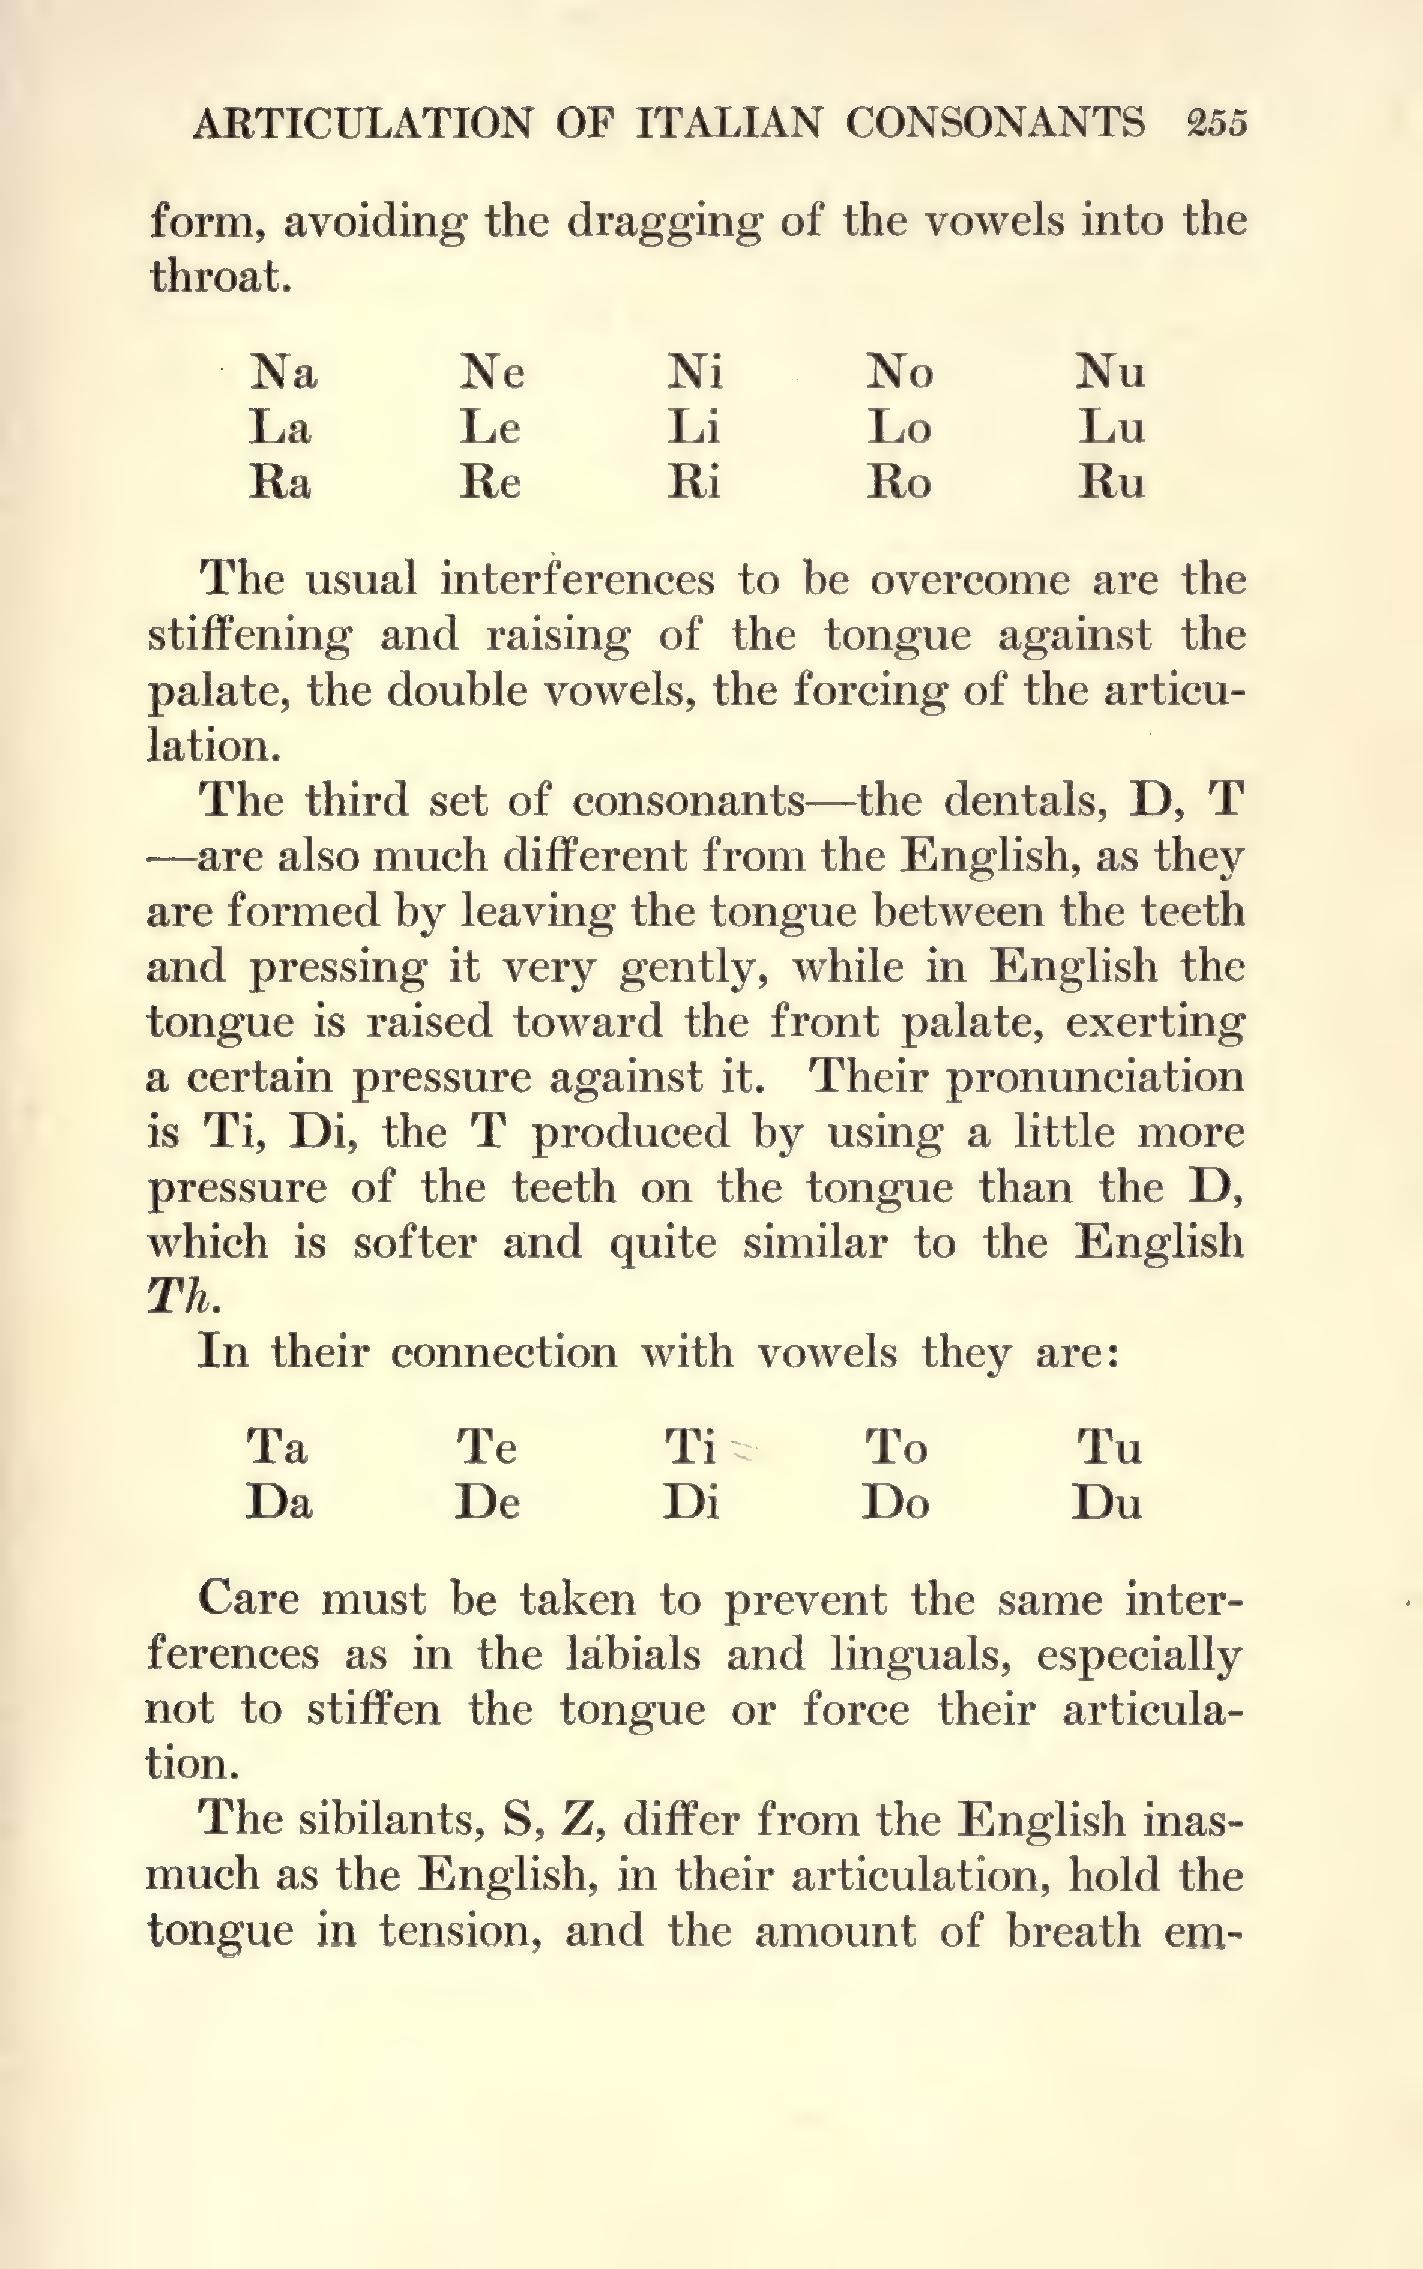 ARTICULATION OF ITALIAN CONSONANTS 255
form, avoiding the dragging of the vowels into the
throat.
Na Ne Ni No Nu
La Le Li Lo Lu
Ra Re Ri Ro Ru
The usual interferences to be overcome are the
stiffening and raising of the tongue against the
palate, the double vowels, the forcing of the articu-
lation.
The third set of consonants—the dentals, D, T
—are also much different from the English, as they
are formed by leaving the tongue between the teeth
and pressing it very gently, while in English the
tongue is raised toward the front palate, exerting
a certain pressure against it. Their pronunciation
is Ti, Di, the T produced by using a little more
pressure of the teeth on the tongue than the D,
which is softer and quite similar to the English
Th.
In their connection with vowels they are:
Ta Te Ti To Tu
Da De Di Do Du
Care must be taken to prevent the same inter-
ferences as in the labials and linguals, especially
not to stiffen the tongue or force their articula-
tion.
The sibilants, S, Z, differ from the English inas-
much as the English, in their articulation, hold the
tongue in tension, and the amount of breath em-